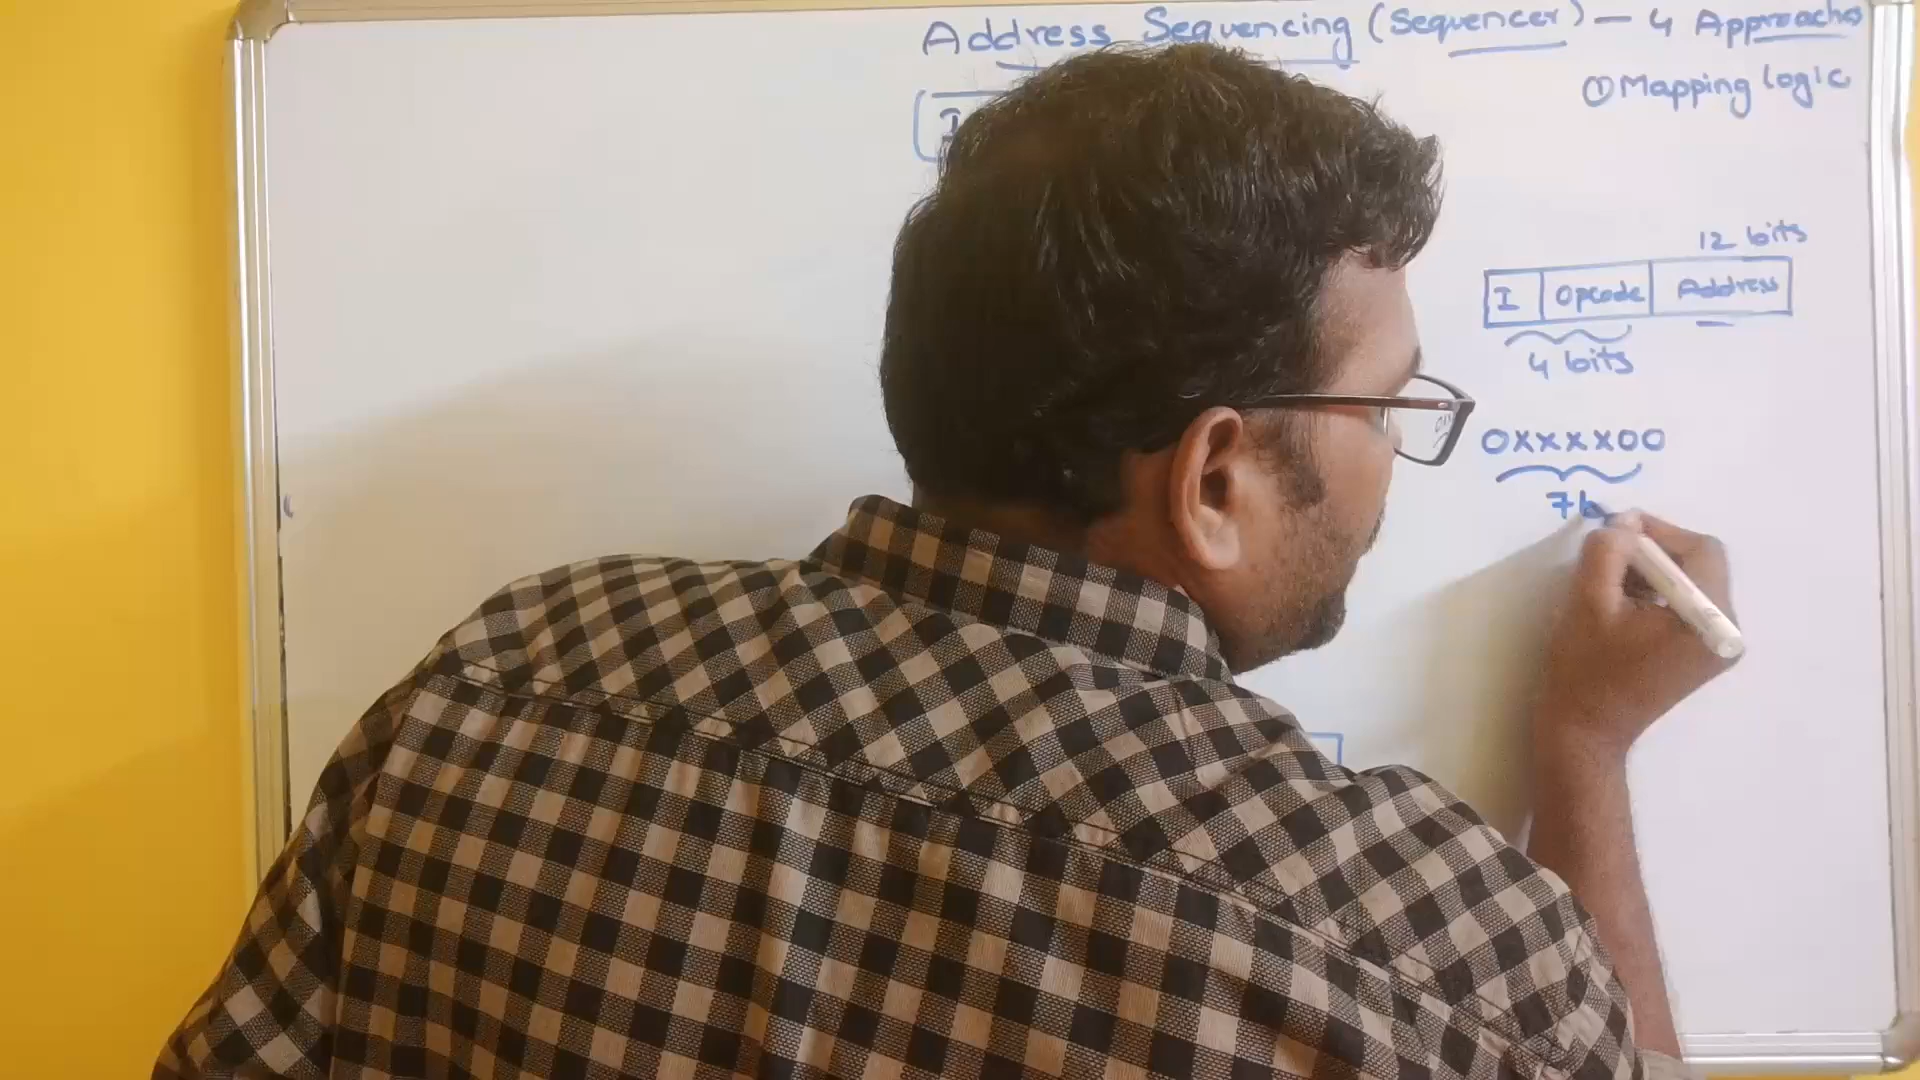 Address Sequencing (Sequencer) — 4 Approaches
① Mapping logic
I
12 bits
I Opcode Address
4 bits
0XXXX00
7b